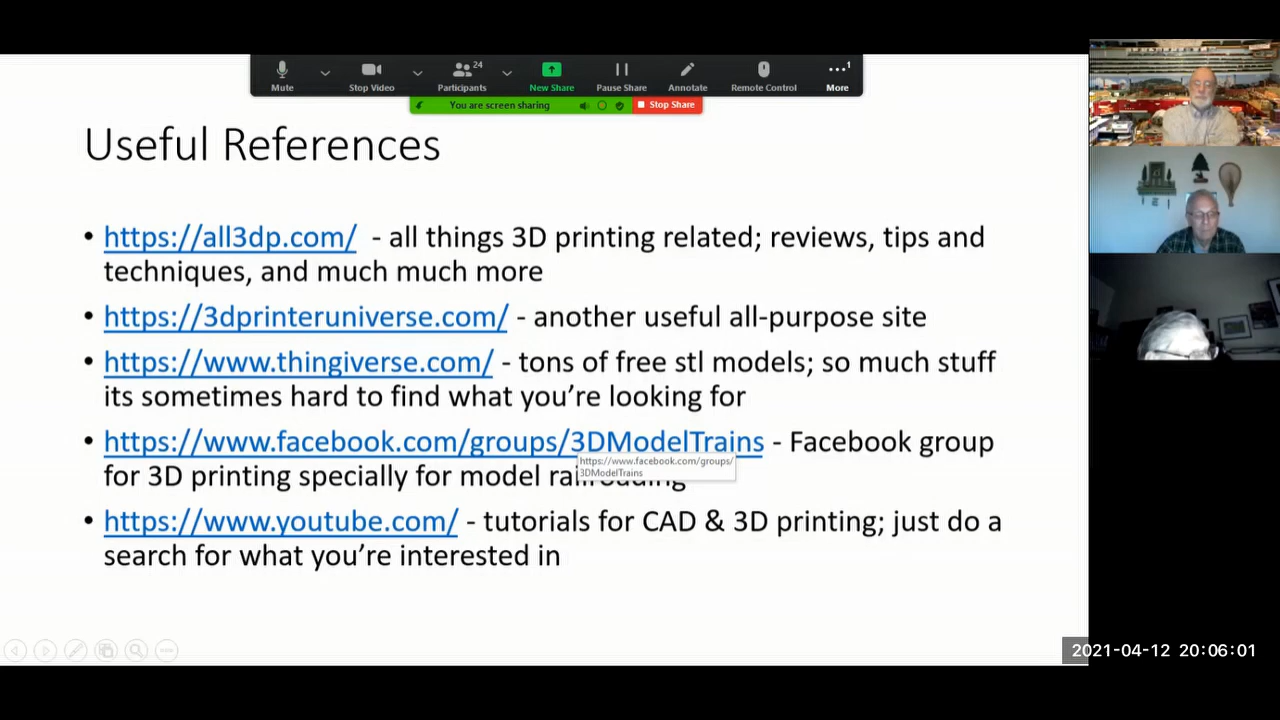 24
1
Mute
Stop Video
Participants
New Share
Pause Share
Annotate
Remote Control
More
You are screen sharing
Stop Share
Useful References
• https://all3dp.com/ - all things 3D printing related; reviews, tips and
techniques, and much much more
• https://3dprinteruniverse.com/ - another useful all-purpose site
• https://www.thingiverse.com/ - tons of free stl models; so much stuff
its sometimes hard to find what you’re looking for
• https://www.facebook.com/groups/3DModelTrains - Facebook group
https://www.facebook.com/groups/
3DModelTrains
for 3D printing specially for model railroading
• https://www.youtube.com/ - tutorials for CAD & 3D printing; just do a
search for what you’re interested in
2021-04-12 20:06:01